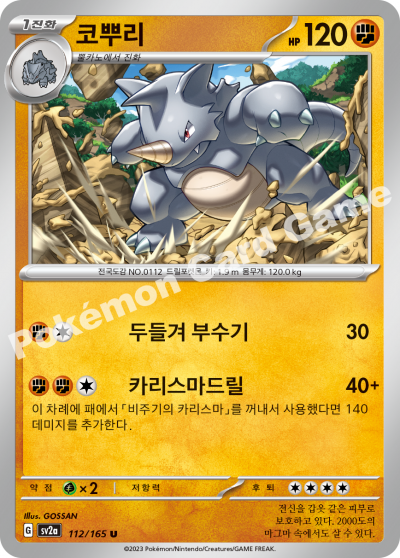 1진화
코뿌리
HP 120
뿔카노에서 진화
전국도감 NO.0112 드릴포켓몬 키: 1.9 m 몸무게: 120.0 kg
Pokémon Card Game
두들겨 부수기 30
카리스마드릴 40+
이 차례에 패에서 「비주기의 카리스마」를 꺼내서 사용했다면 140
데미지를 추가한다.
약점 ×2 저항력 후퇴
Illus. GOSSAN
G sv2a 112/165 U
전신을 갑옷 같은 피부로
보호하고 있다. 2000도의
마그마 속에서도 살 수 있다.
©2023 Pokémon/Nintendo/Creatures/GAME FREAK.